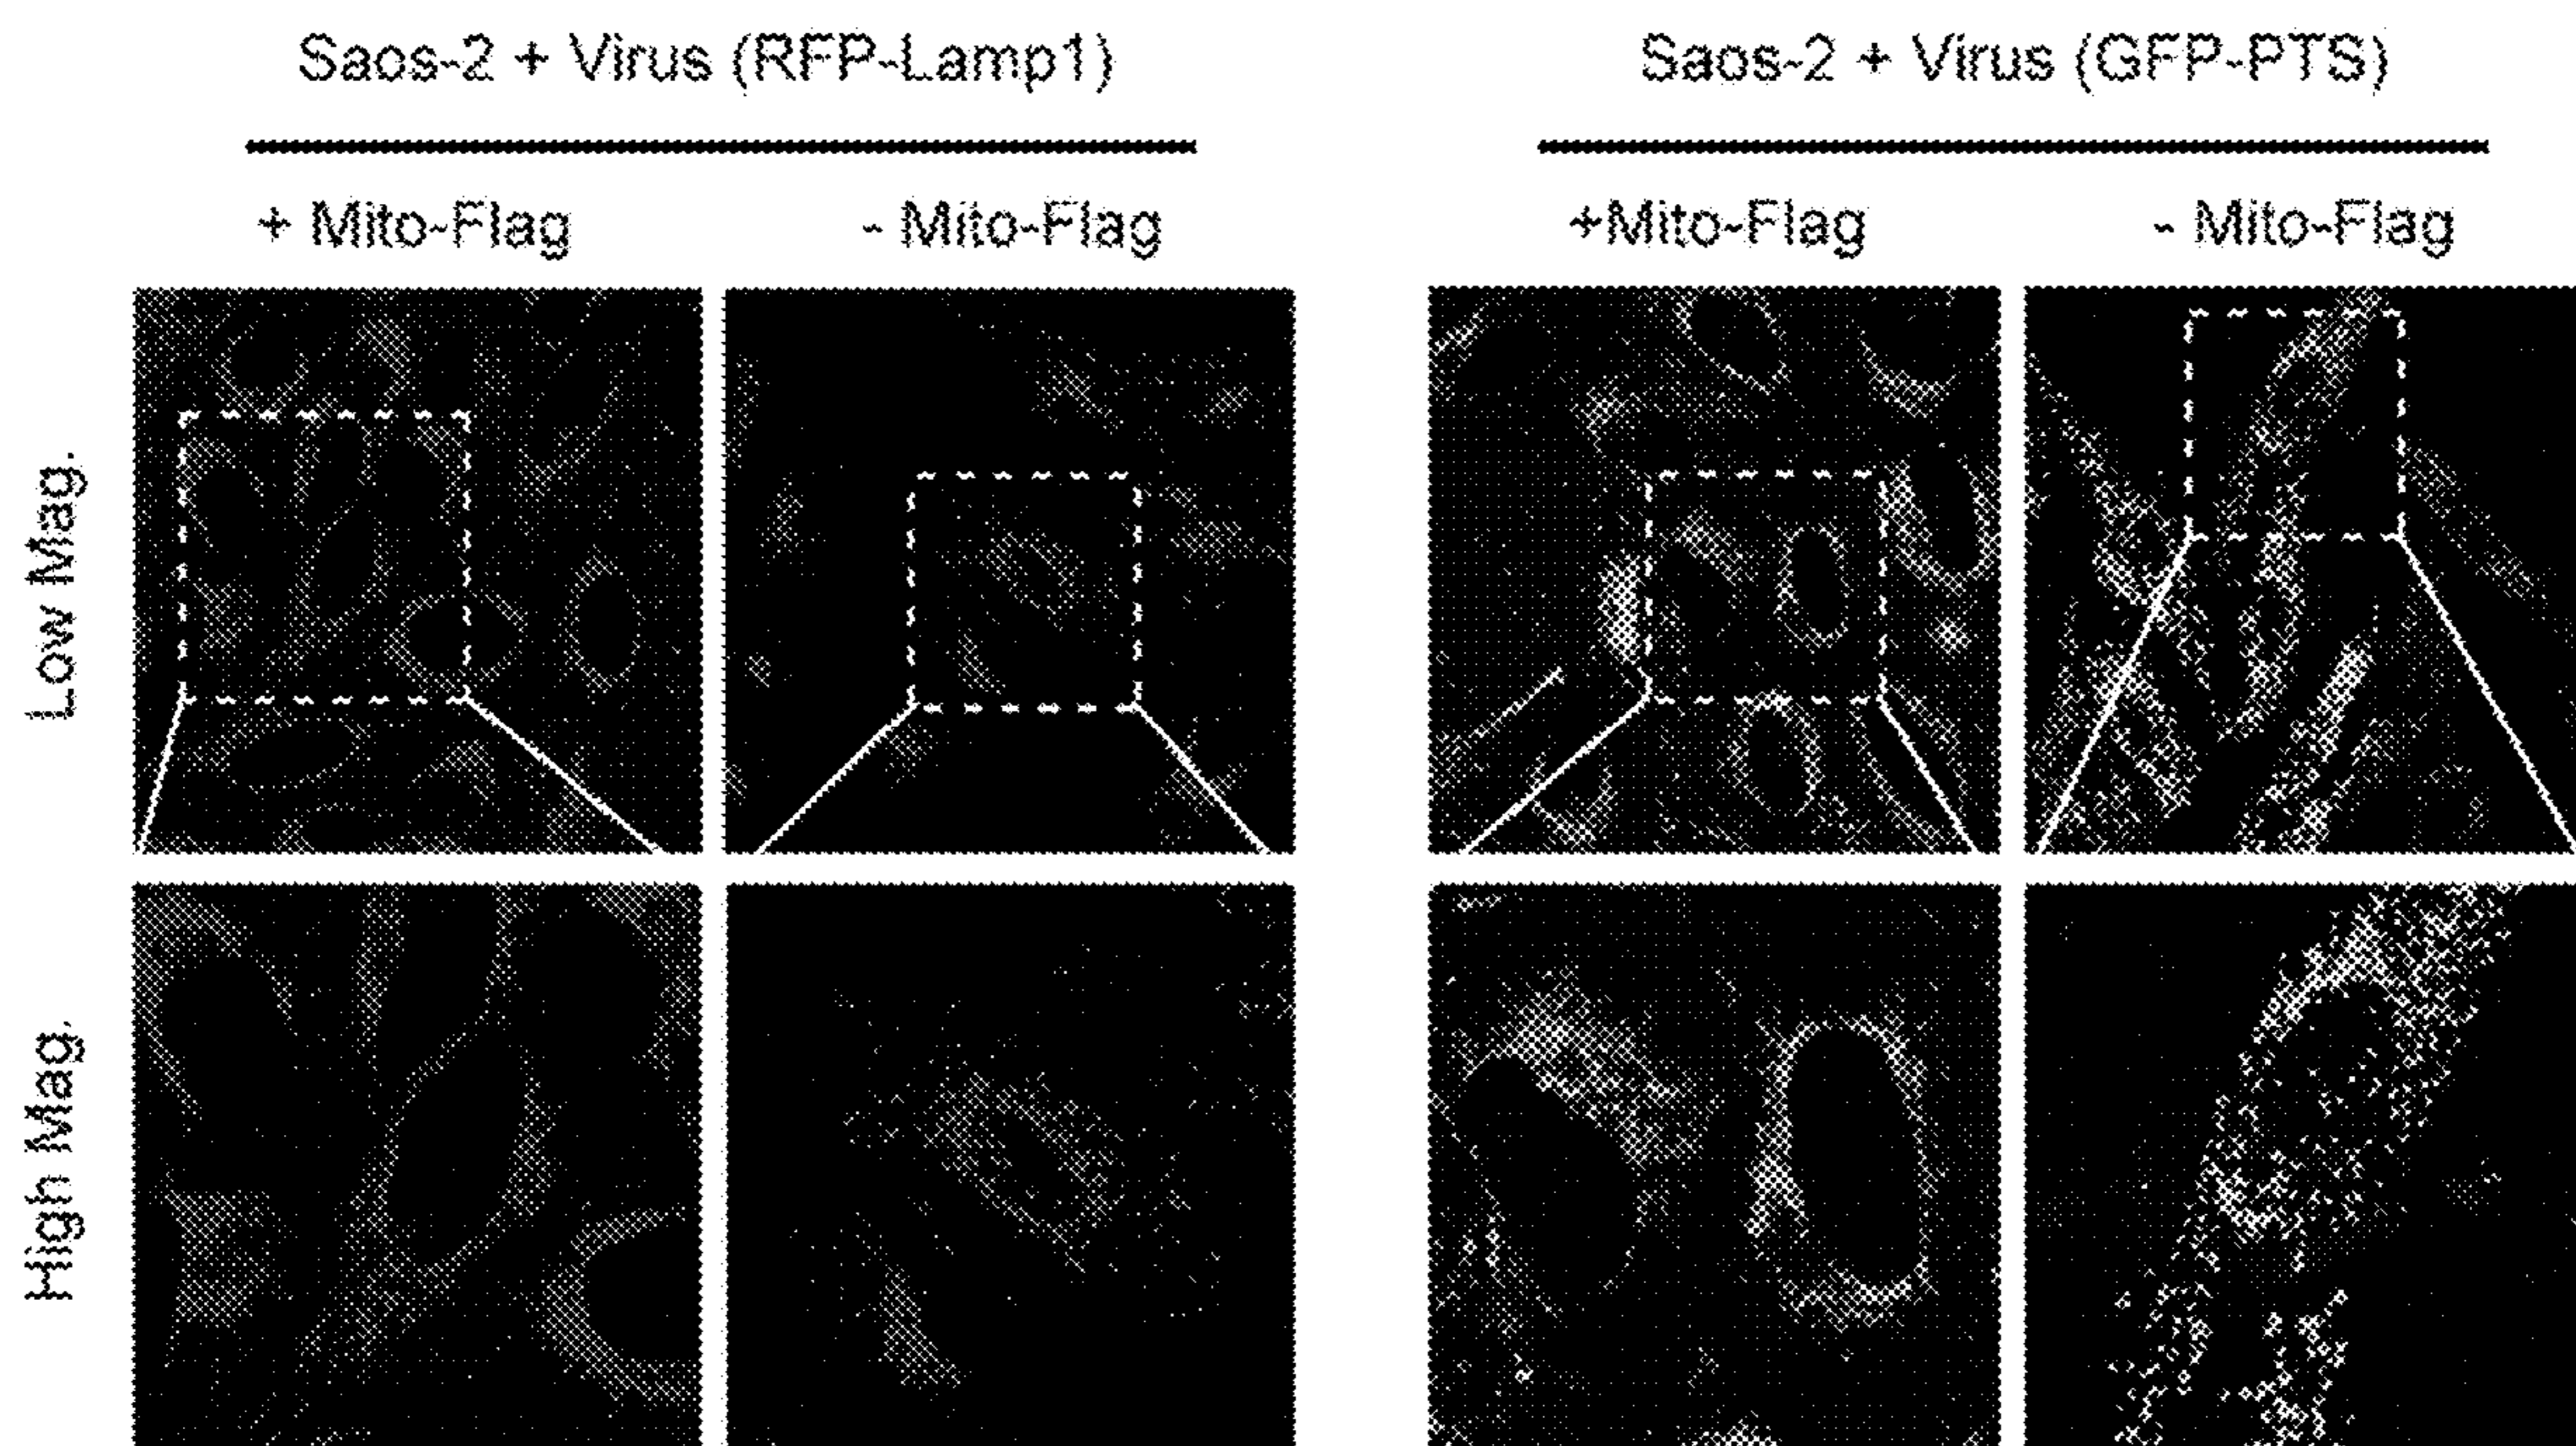 Saos-2 + Virus (RFP-Lamp1)
Saos-2 + Virus (GFP-PTS)
+ Mito-Flag
- Mito-Flag
+Mito-Flag
- Mito-Flag
Low Mag.
High Mag.